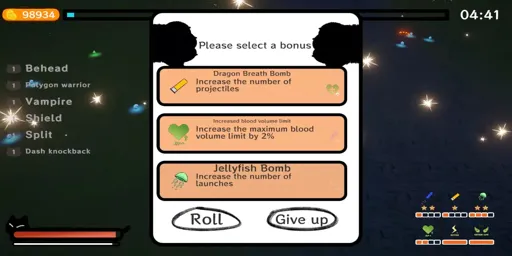 98934
04:41
Please select a bonus
Dragon Breath Bomb
Increase the number of
projectiles
Increased blood volume limit
Increase the maximum blood
volume limit by 2%
Jellyfish Bomb
Increase the number of
launches
Roll
Give up
1 Behead
1 Polygon warrior
1 Vampire
1 Shield
1 Split
1 Dash knockback